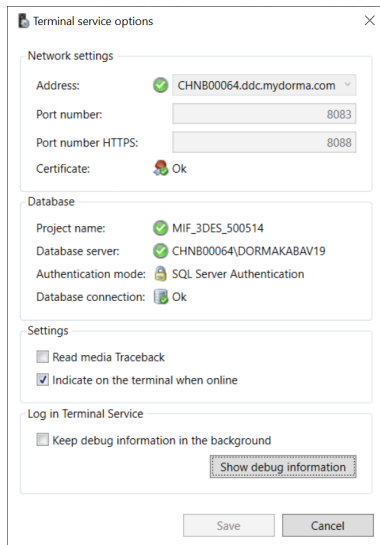 Terminal service options
Network settings
Address: CHNB00064.ddc.mydorma.com
Port number: 8083
Port number HTTPS: 8088
Certificate: Ok
Database
Project name: MIF_3DES_500514
Database server: CHNB00064\DORMAKABAV19
Authentication mode: SQL Server Authentication
Database connection: Ok
Settings
Read media Traceback
Indicate on the terminal when online
Log in Terminal Service
Keep debug information in the background
Show debug information
Save Cancel